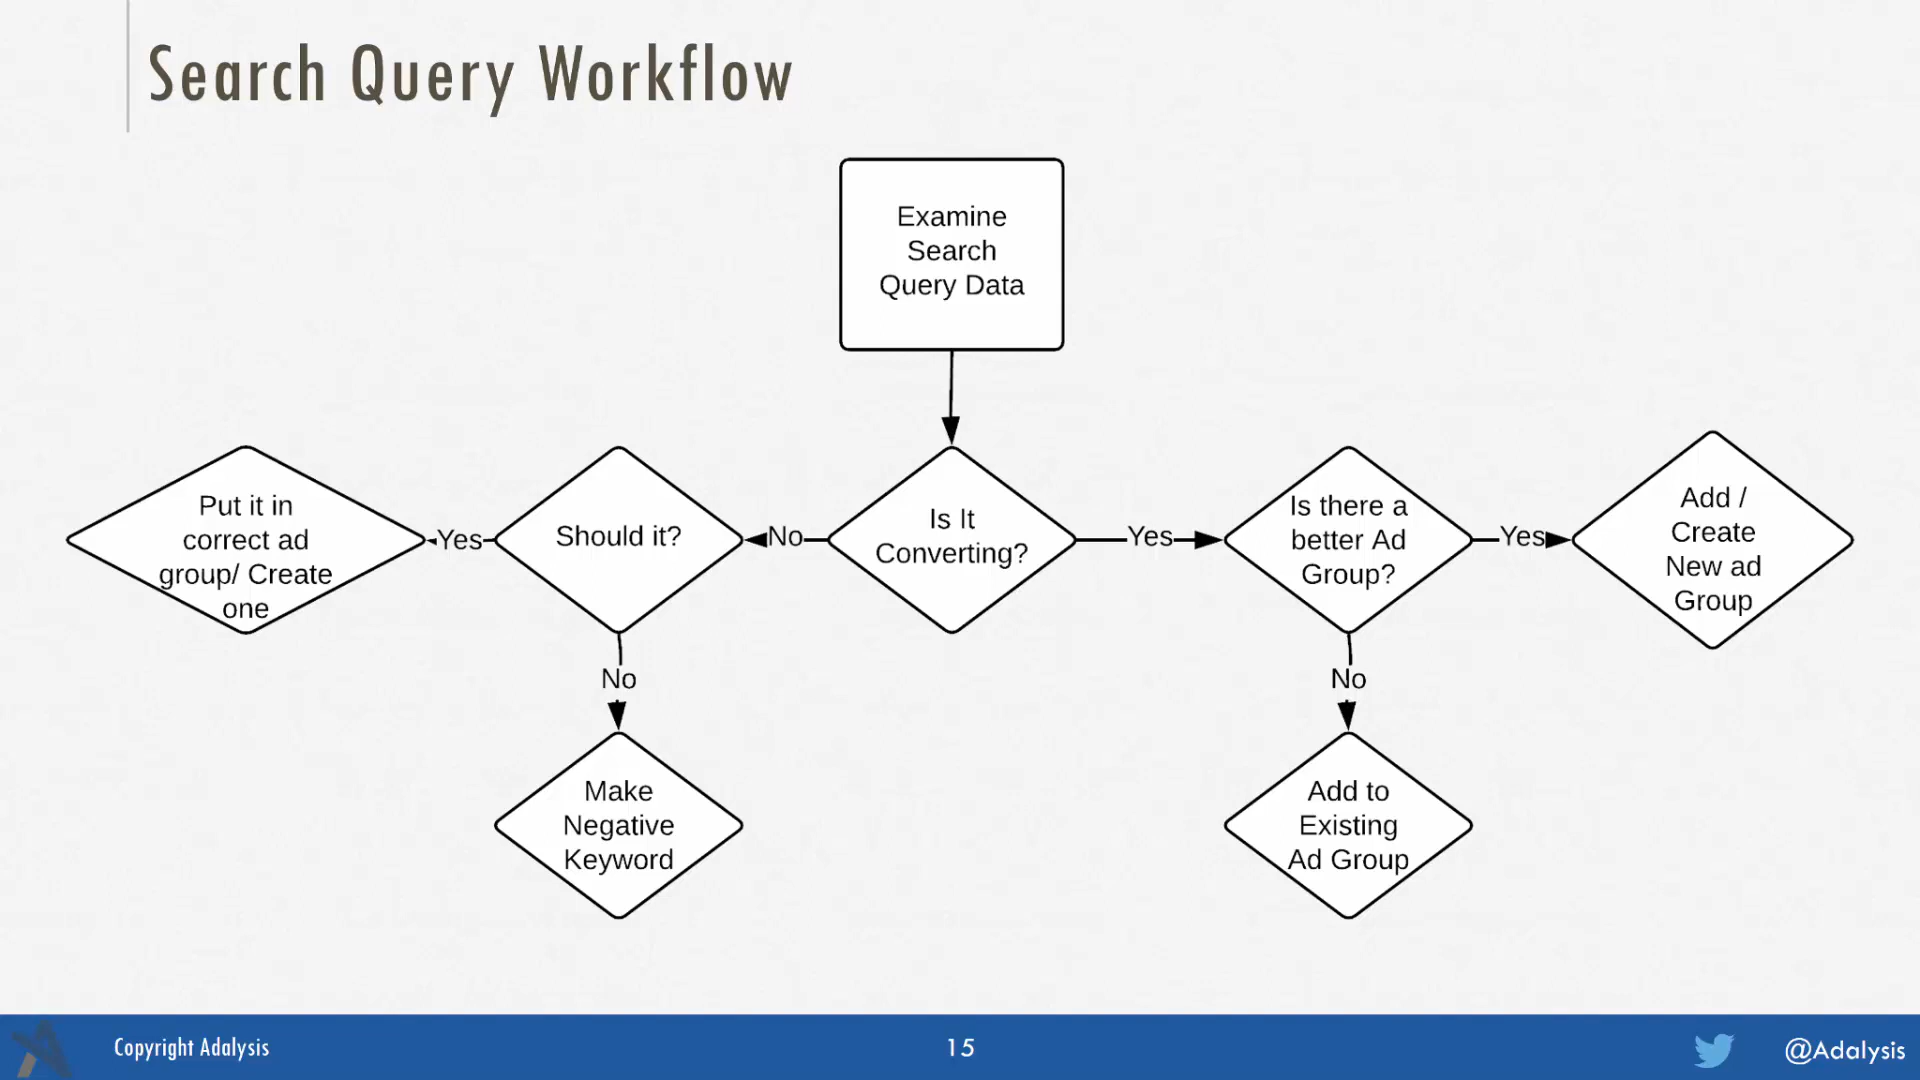 Search Query Workflow
Examine
Search
Query Data
Put it in
correct ad
group/ Create
one
Yes
Should it?
No
Is It
Converting?
Yes
Is there a
better Ad
Group?
Yes
Add /
Create
New ad
Group
No
No
Make
Negative
Keyword
Add to
Existing
Ad Group
Copyright Adalysis
15
@Adalysis